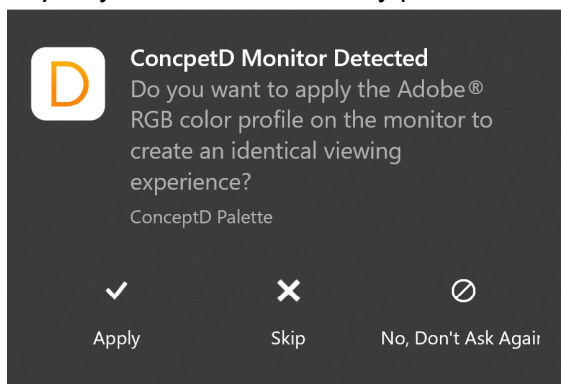 D
ConcpetD Monitor Detected
Do you want to apply the Adobe®
RGB color profile on the monitor to
create an identical viewing
experience?
ConceptD Palette
Apply
Skip
No, Don't Ask Again